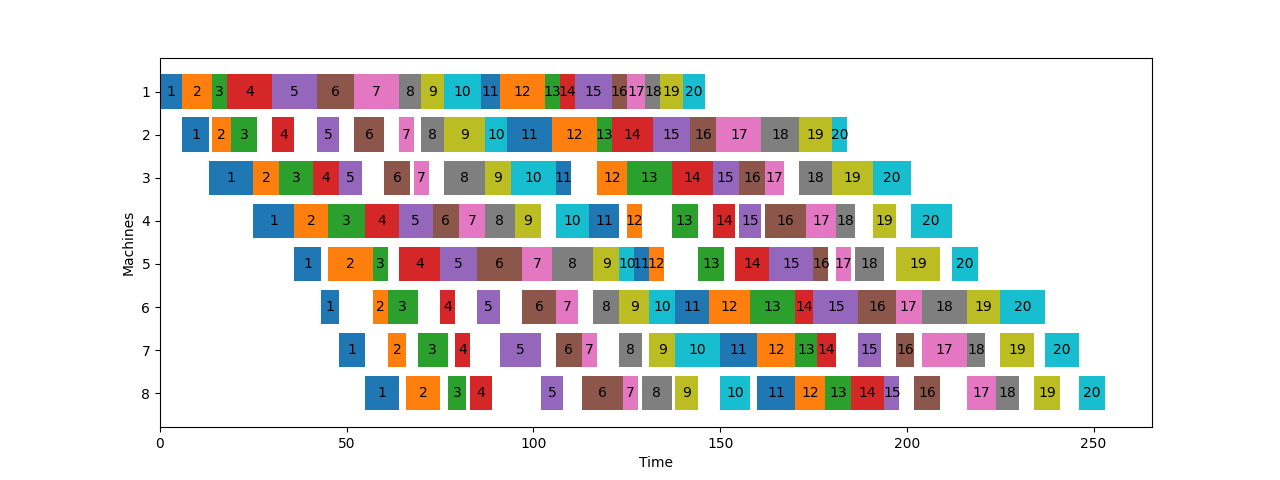 1 1 2 3 4 5 6 7 8 9 10 11 12 13 14 15 16 17 18 19 20
2 1 2 3 4 5 6 7 8 9 10 11 12 13 14 15 16 17 18 19 20
3 1 2 3 4 5 6 7 8 9 10 11 12 13 14 15 16 17 18 19 20
4 1 2 3 4 5 6 7 8 9 10 11 12 13 14 15 16 17 18 19 20
5 1 2 3 4 5 6 7 8 9 10 11 12 13 14 15 16 17 18 19 20
6 1 2 3 4 5 6 7 8 9 10 11 12 13 14 15 16 17 18 19 20
7 1 2 3 4 5 6 7 8 9 10 11 12 13 14 15 16 17 18 19 20
8 1 2 3 4 5 6 7 8 9 10 11 12 13 14 15 16 17 18 19 20
Machines
0 50 100 150 200 250
Time